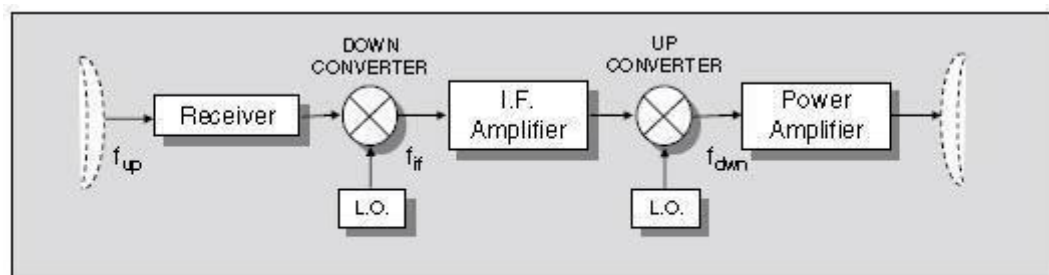 DOWN
CONVERTER
UP
CONVERTER
Receiver
I.F.
Amplifier
Power
Amplifier
f_up
f_if
f_dwn
L.O.
L.O.